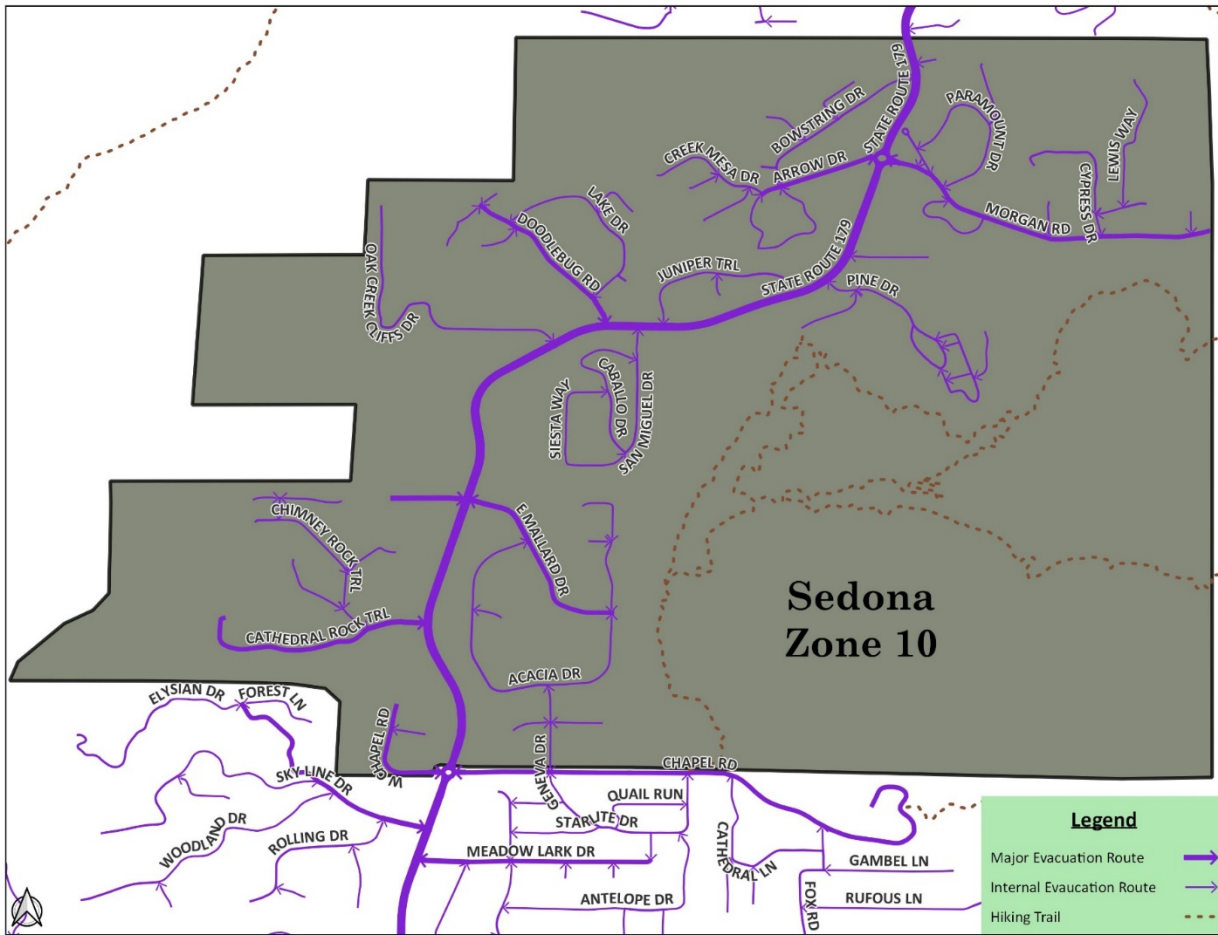 STATE ROUTE 179
BOWSTRING DR
PARAMOUNT DR
LEWIS WAY
CREEK MESA DR
ARROW DR
CYPRESS DR
MORGAN RD
LAKE DR
DOODLEBUG RD
OAK CREEK CLIFFS DR
JUNIPER TRL
STATE ROUTE 179
PINE DR
SIESTA WAY
CABALLO DR
SAN MIGUEL DR
CHIMNEY ROCK TRL
E MALLARD DR
CATHEDRAL ROCK TRL
Sedona
Zone 10
ACACIA DR
ELYSIAN DR
FOREST LN
W CHAPEL RD
GENEVA DR
CHAPEL RD
SKY LINE DR
QUAIL RUN
STARLITE DR
WOODLAND DR
ROLLING DR
MEADOW LARK DR
CATHEDRAL LN
GAMBEL LN
ANTELOPE DR
FOX RD
RUFOUS LN
Legend
Major Evacuation Route
Internal Evaucation Route
Hiking Trail